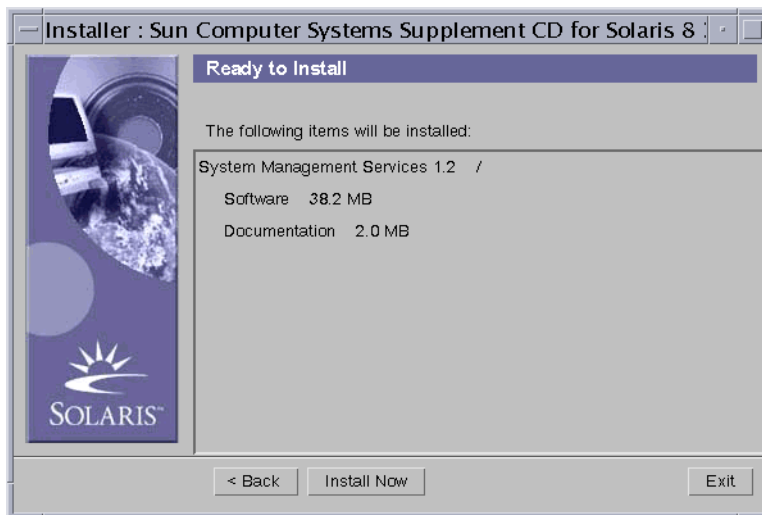 Installer : Sun Computer Systems Supplement CD for Solaris 8
Ready to Install
The following items will be installed:
System Management Services 1.2 /
Software 38.2 MB
Documentation 2.0 MB
SOLARIS™
< Back Install Now Exit